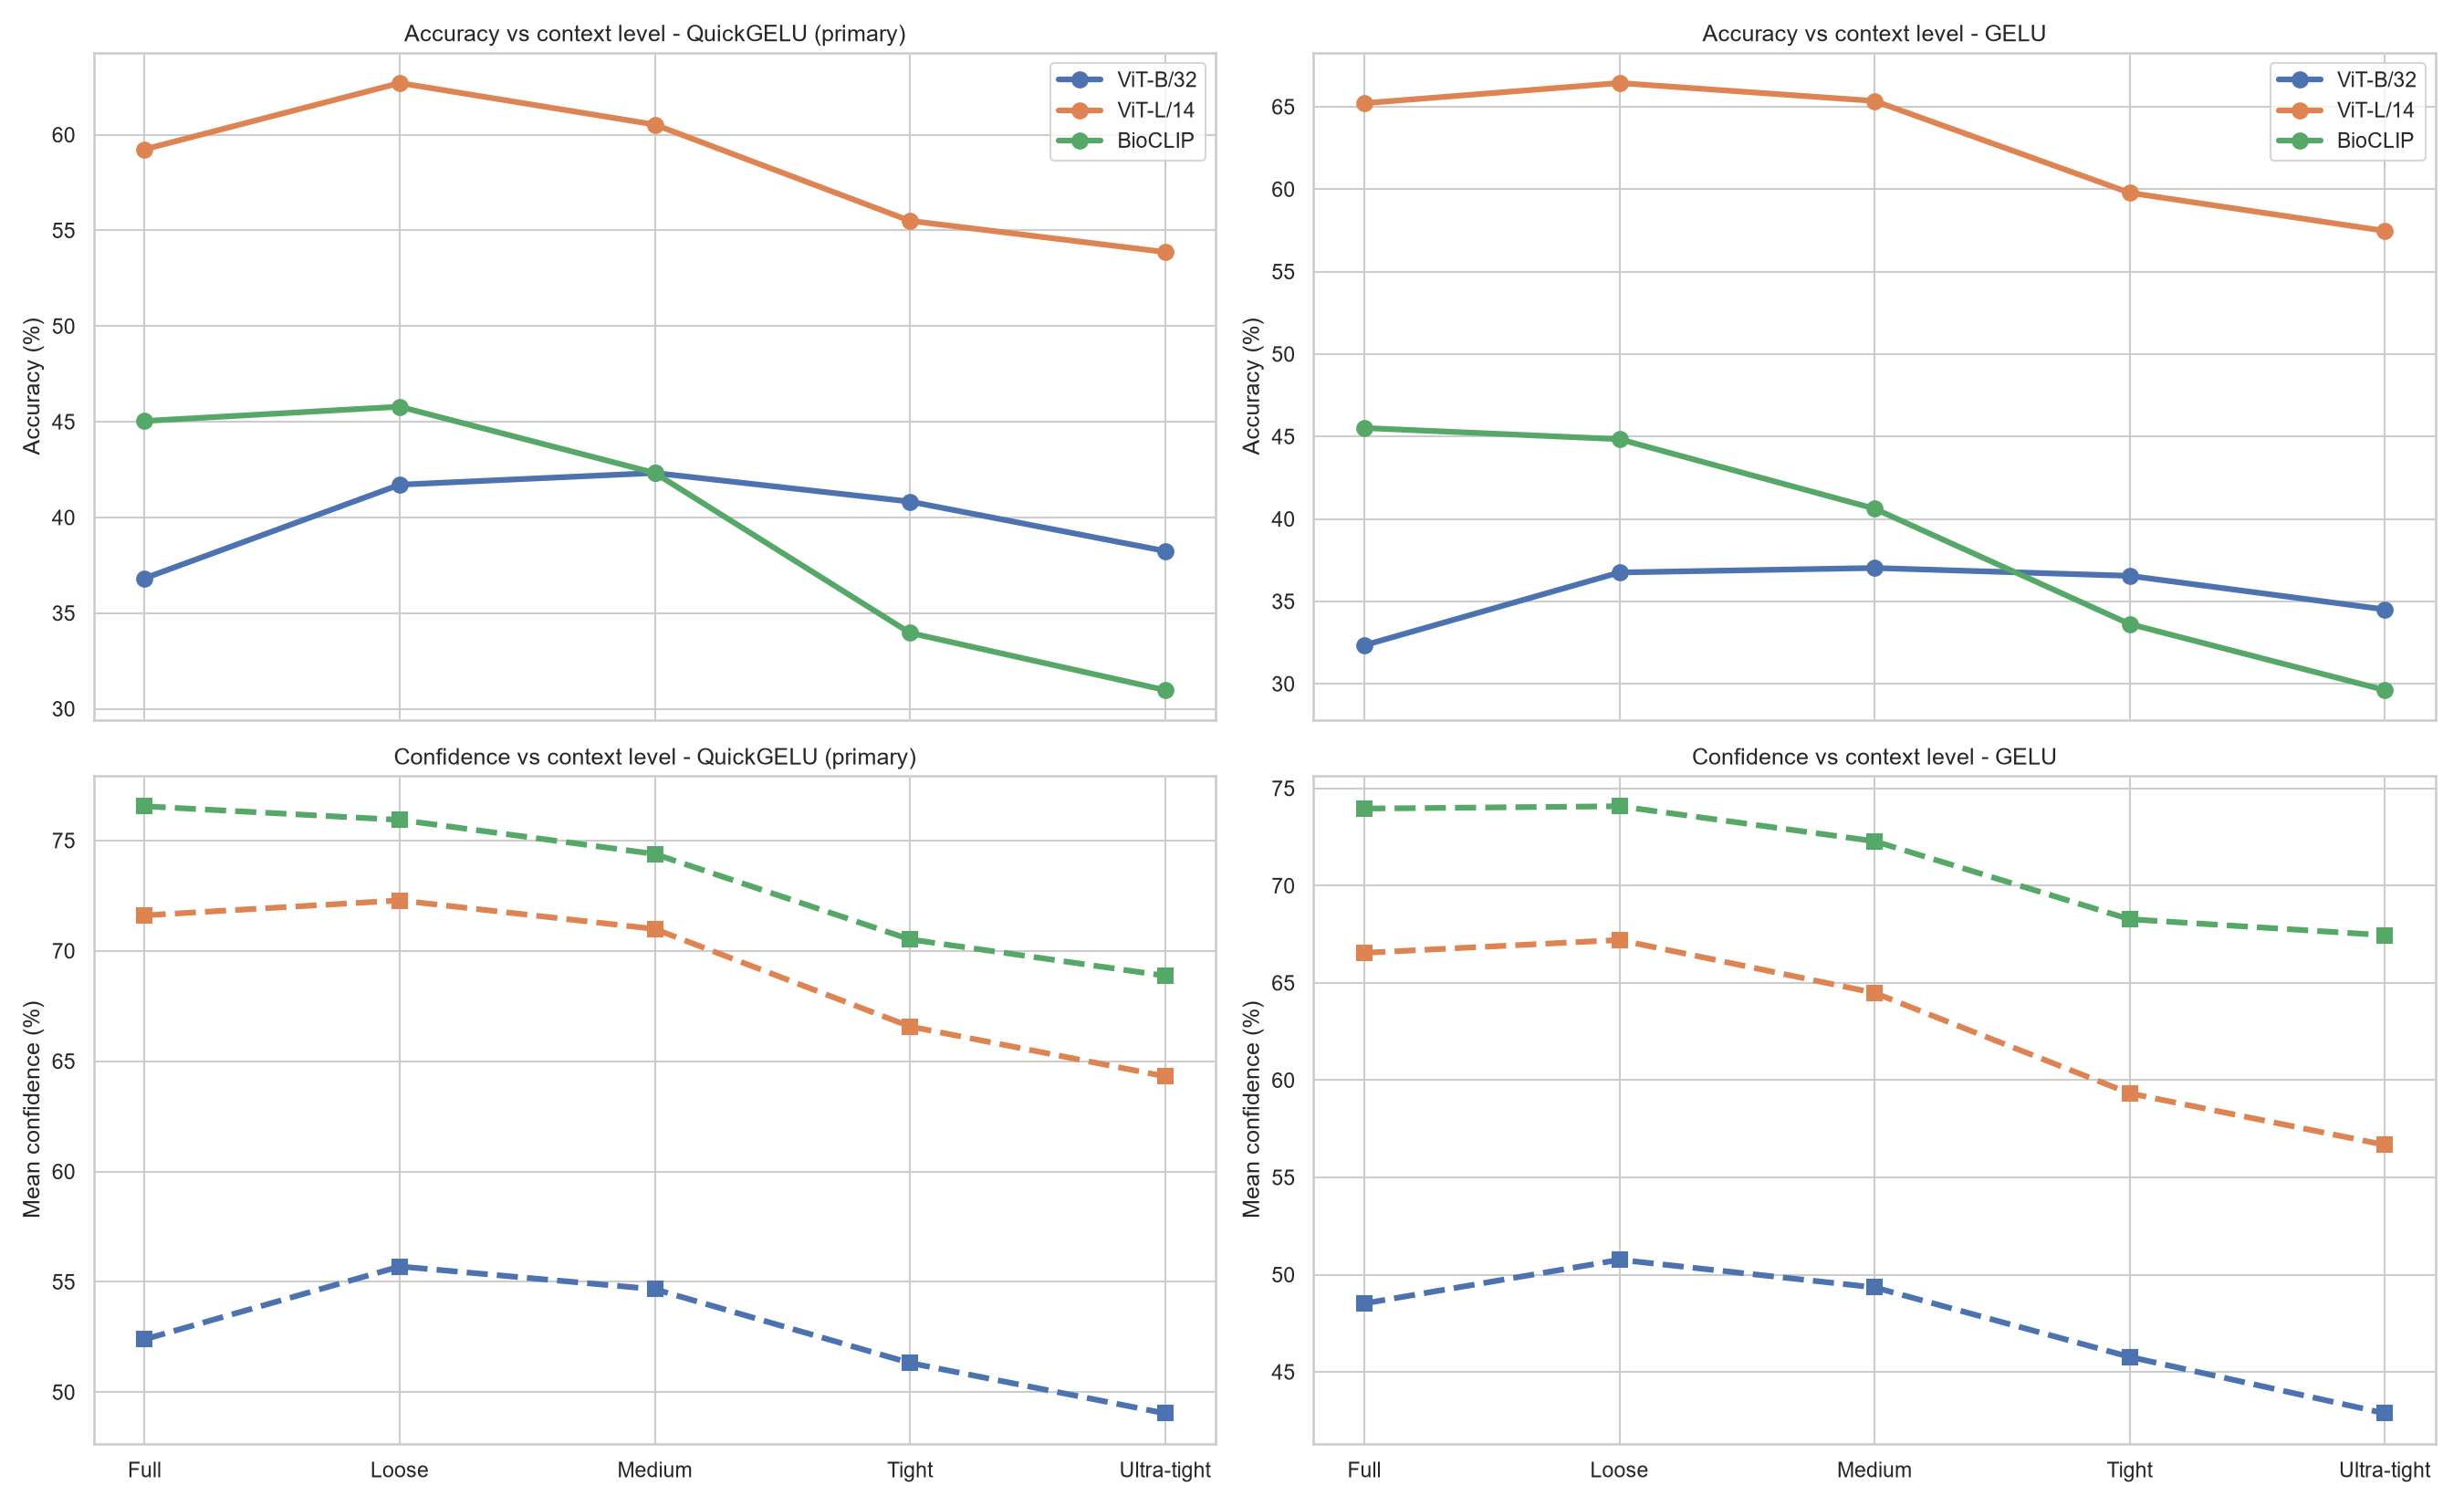 Accuracy vs context level - QuickGELU (primary)
Accuracy (%)
60
55
50
45
40
35
30
ViT-B/32
ViT-L/14
BioCLIP
Accuracy vs context level - GELU
Accuracy (%)
65
60
55
50
45
40
35
30
ViT-B/32
ViT-L/14
BioCLIP
Confidence vs context level - QuickGELU (primary)
Mean confidence (%)
75
70
65
60
55
50
Full Loose Medium Tight Ultra-tight
Confidence vs context level - GELU
Mean confidence (%)
75
70
65
60
55
50
45
Full Loose Medium Tight Ultra-tight